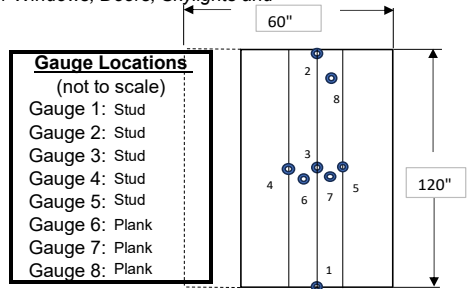 Windows, Doors, Skylights and
60"
Gauge Locations
(not to scale)
Gauge 1: Stud
Gauge 2: Stud
Gauge 3: Stud
Gauge 4: Stud
Gauge 5: Stud
Gauge 6: Plank
Gauge 7: Plank
Gauge 8: Plank
2
8
3
4
5
6
7
120"
1